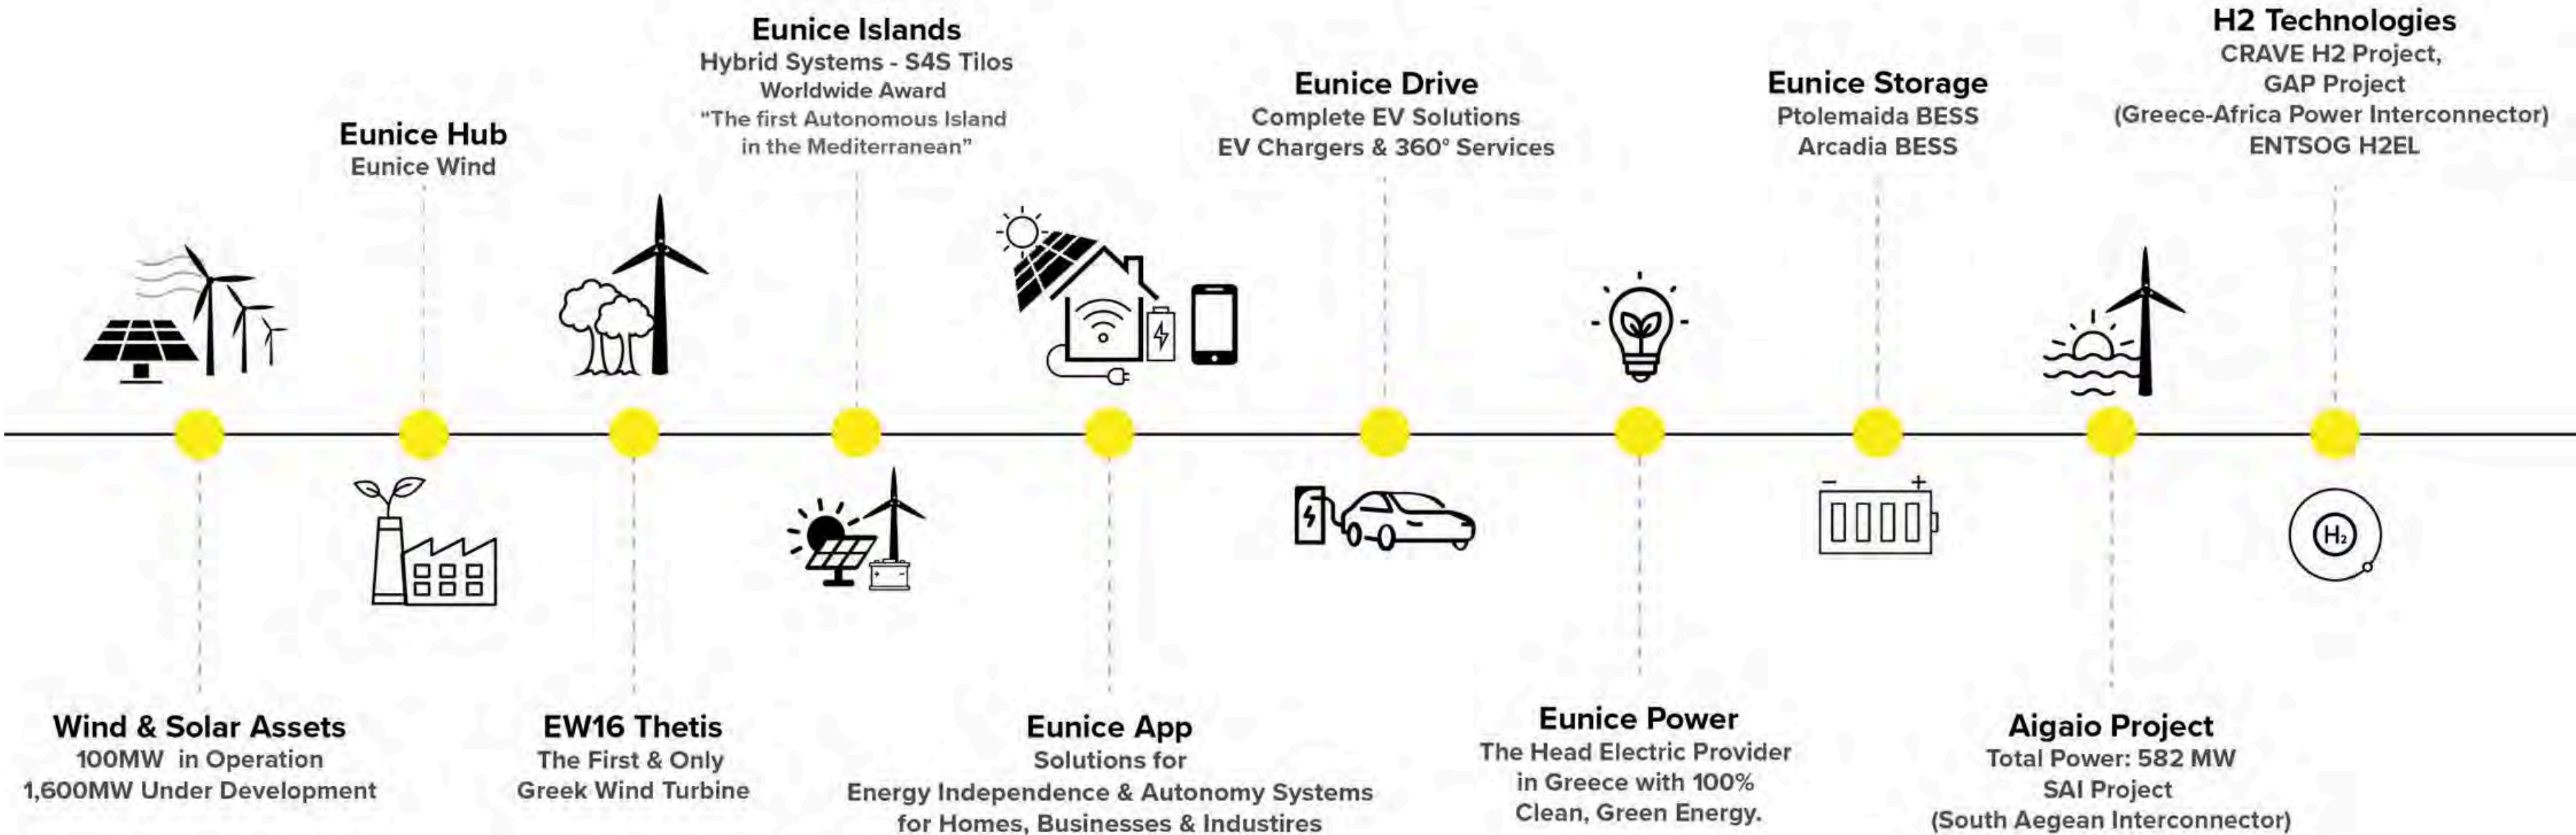 Wind & Solar Assets
100MW in Operation
1,600MW Under Development
Eunice Hub
Eunice Wind
EW16 Thetis
The First & Only
Greek Wind Turbine
Eunice Islands
Hybrid Systems - S4S Tilos
Worldwide Award
"The first Autonomous Island
in the Mediterranean"
Eunice App
Solutions for
Energy Independence & Autonomy Systems
for Homes, Businesses & Industires
Eunice Drive
Complete EV Solutions
EV Chargers & 360° Services
Eunice Power
The Head Electric Provider
in Greece with 100%
Clean, Green Energy.
Eunice Storage
Ptolemaida BESS
Arcadia BESS
- +
Aigaio Project
Total Power: 582 MW
SAI Project
(South Aegean Interconnector)
H2 Technologies
CRAVE H2 Project,
GAP Project
(Greece-Africa Power Interconnector)
ENTSOG H2EL
H₂